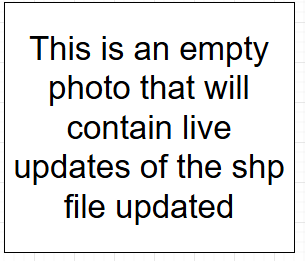 This is an empty
photo that will
contain live
updates of the shp
file updated